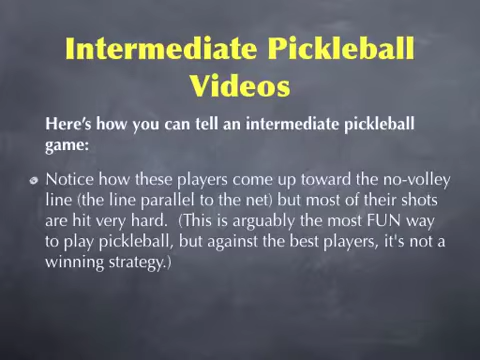 Intermediate Pickleball
Videos
Here’s how you can tell an intermediate pickleball
game:
Notice how these players come up toward the no-volley
line (the line parallel to the net) but most of their shots
are hit very hard.  (This is arguably the most FUN way
to play pickleball, but against the best players, it's not a
winning strategy.)